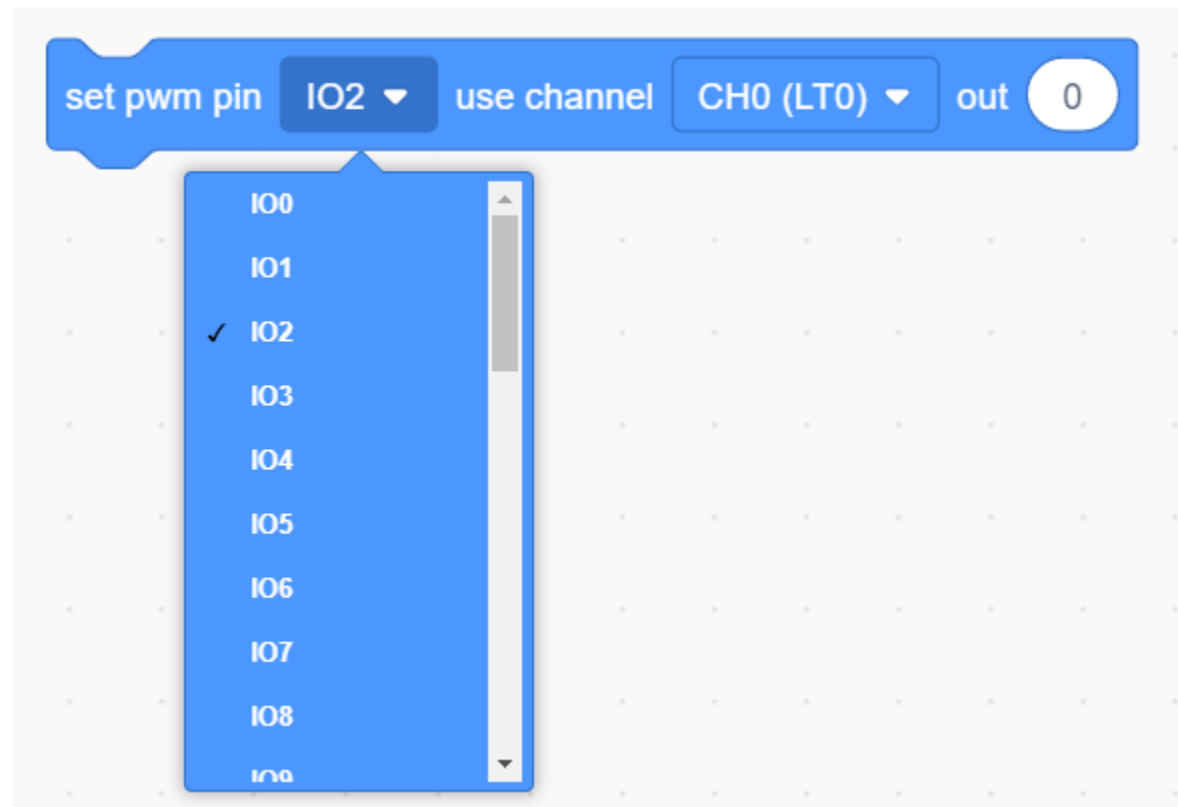 set pwm pin IO2 use channel CH0 (LT0) out 0
IO0
IO1
✓ IO2
IO3
IO4
IO5
IO6
IO7
IO8
IO9